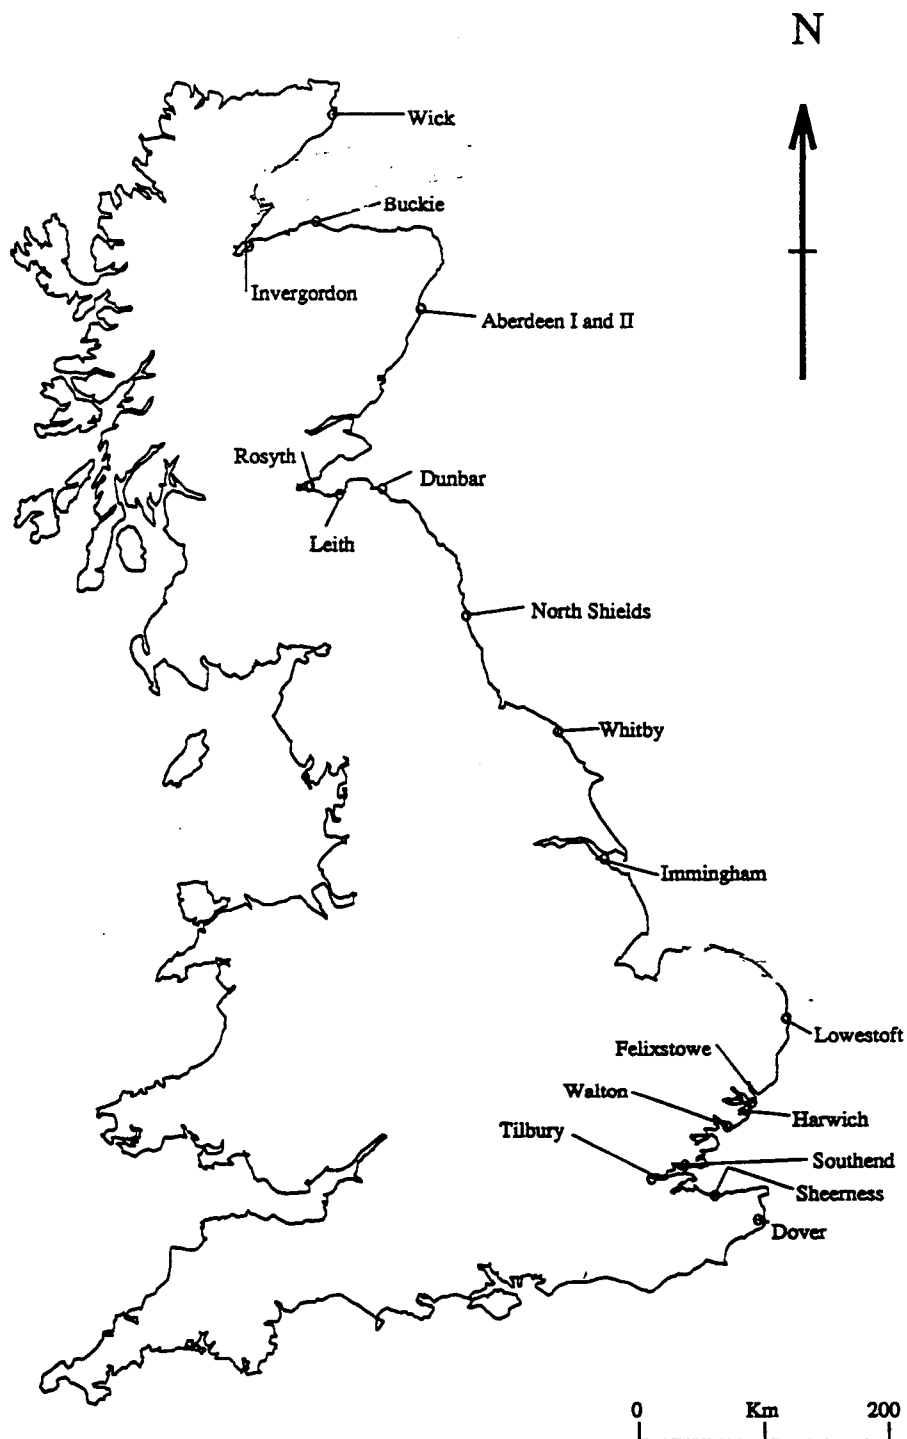 N
Wick
Buckie
Invergordon
Aberdeen I and II
Rosyth
Dunbar
Leith
North Shields
Whitby
Immingham
Lowestoft
Felixstowe
Walton
Harwich
Tilbury
Southend
Sheerness
Dover
0 Km 200